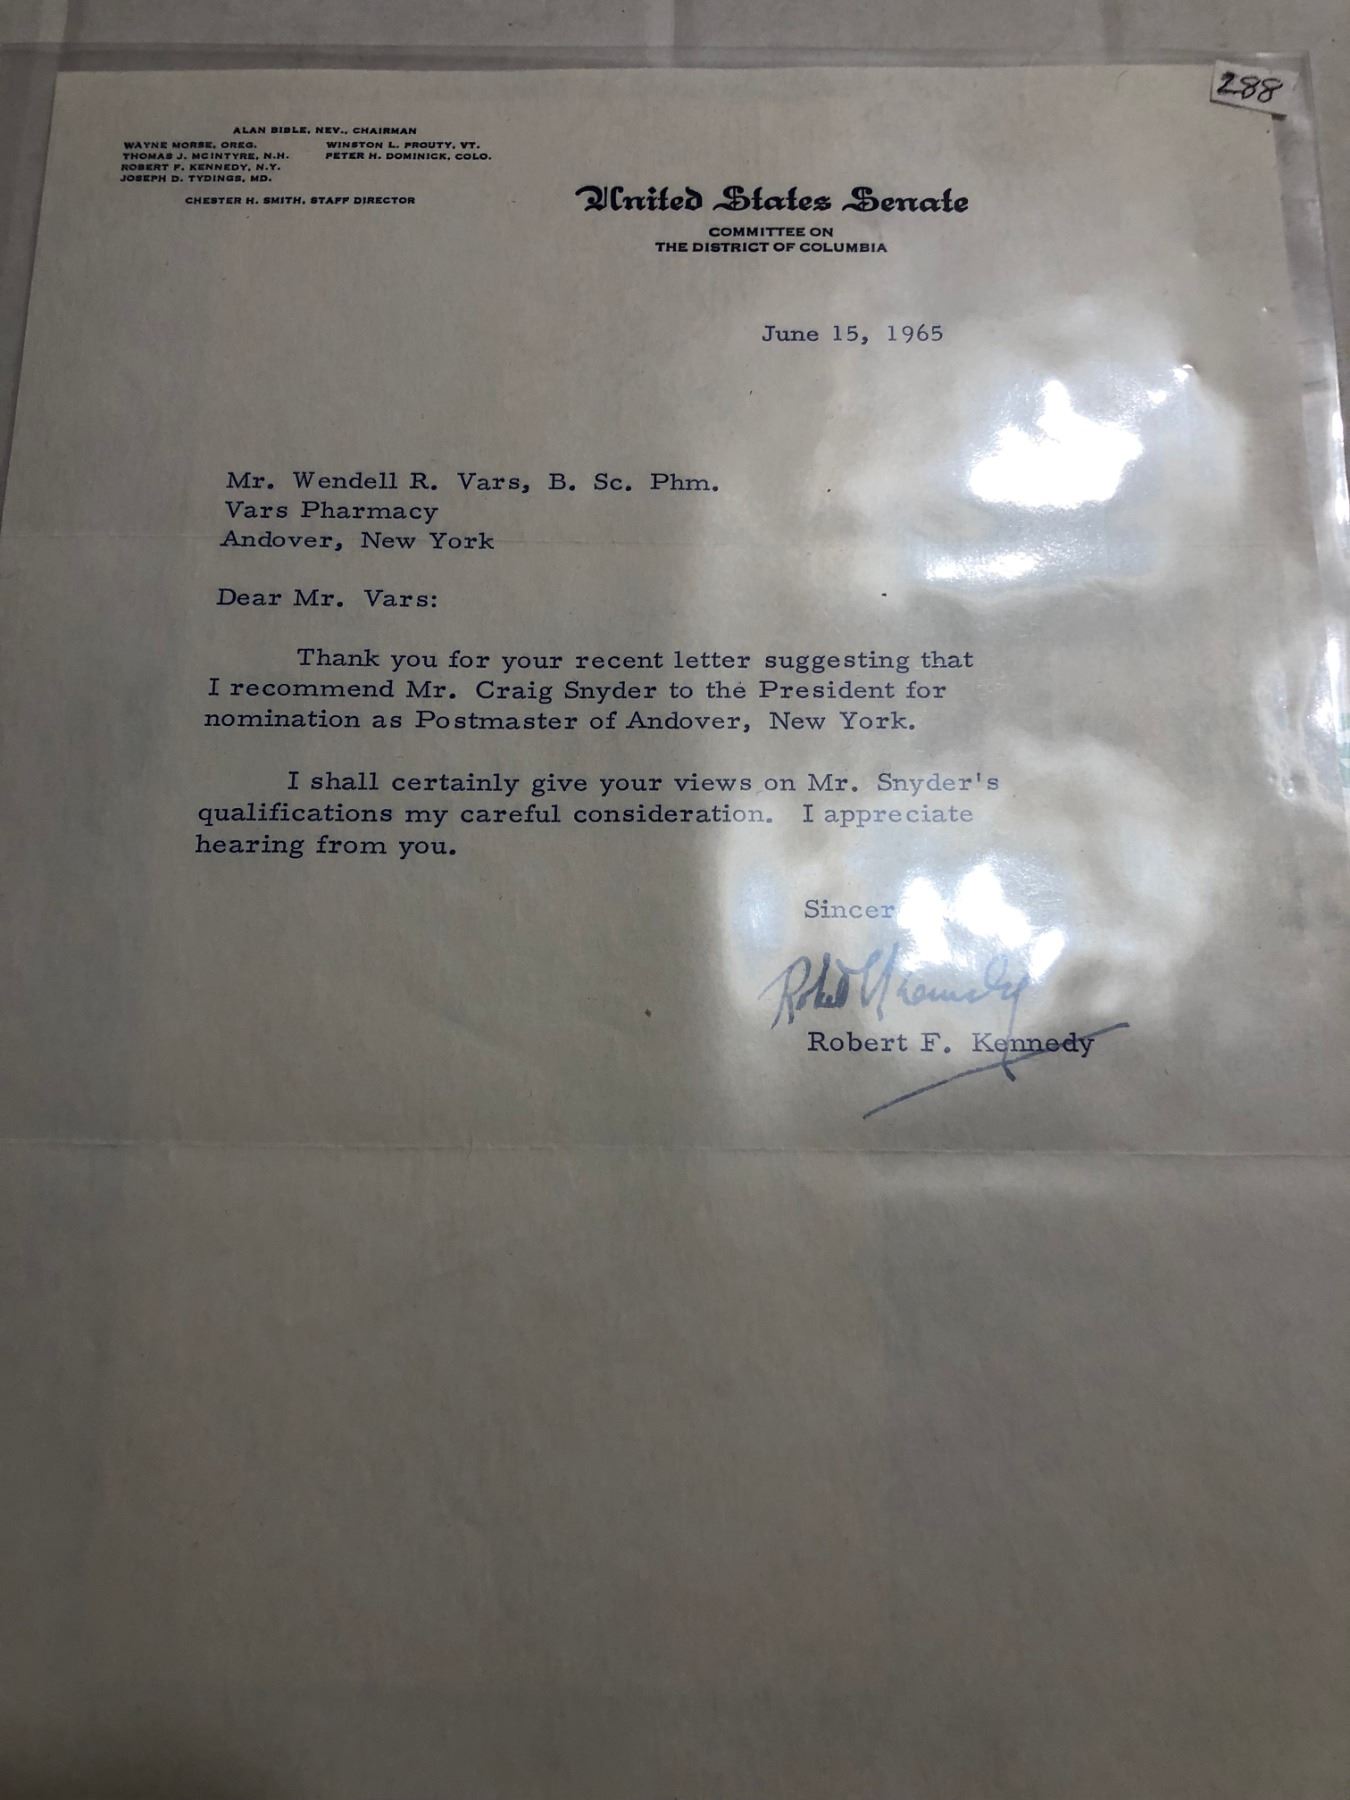 288
ALAN BIBLE, NEV., CHAIRMAN
WAYNE MORSE, OREG. WINSTON L. PROUTY, VT.
THOMAS J. MCINTYRE, N.H. PETER H. DOMINICK, COLO.
ROBERT F. KENNEDY, N.Y.
JOSEPH D. TYDINGS, MD.
CHESTER H. SMITH, STAFF DIRECTOR
United States Senate
COMMITTEE ON
THE DISTRICT OF COLUMBIA
June 15, 1965
Mr. Wendell R. Vars, B. Sc. Phm.
Vars Pharmacy
Andover, New York
Dear Mr. Vars:
Thank you for your recent letter suggesting that
I recommend Mr. Craig Snyder to the President for
nomination as Postmaster of Andover, New York.
I shall certainly give your views on Mr. Snyder's
qualifications my careful consideration. I appreciate
hearing from you.
Sincer
Robert F Kennedy
Robert F. Kennedy